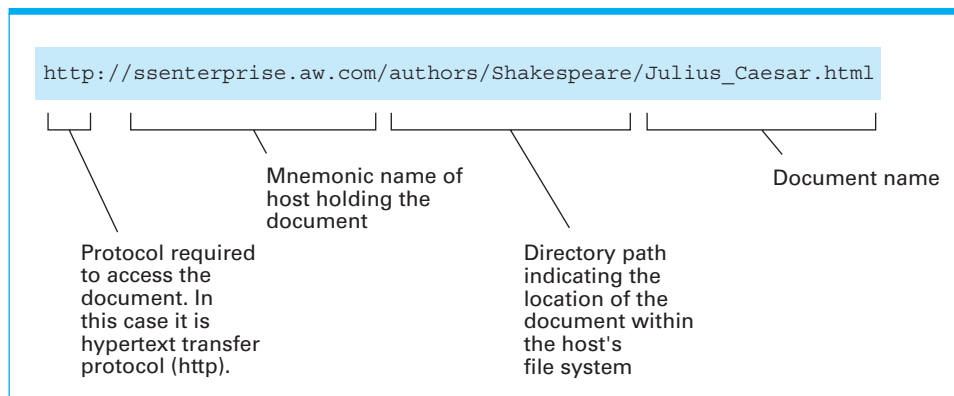 http://ssenterprise.aw.com/authors/Shakespeare/Julius_Caesar.html
Mnemonic name of
host holding the
document
Document name
Protocol required
to access the
document. In
this case it is
hypertext transfer
protocol (http).
Directory path
indicating the
location of the
document within
the host's
file system